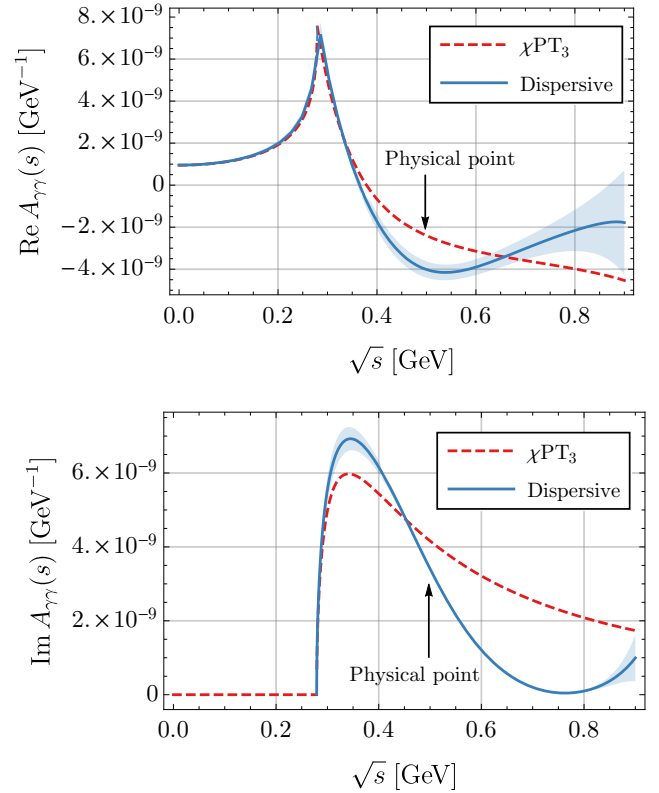 8.×10⁻⁹
6.×10⁻⁹
4.×10⁻⁹
2.×10⁻⁹
0
−2.×10⁻⁹
−4.×10⁻⁹
Re A_γγ(s) [GeV⁻¹]
χPT₃
Dispersive
Physical point
0.0 0.2 0.4 0.6 0.8
√s [GeV]
6.×10⁻⁹
4.×10⁻⁹
2.×10⁻⁹
0
Im A_γγ(s) [GeV⁻¹]
χPT₃
Dispersive
Physical point
0.0 0.2 0.4 0.6 0.8
√s [GeV]